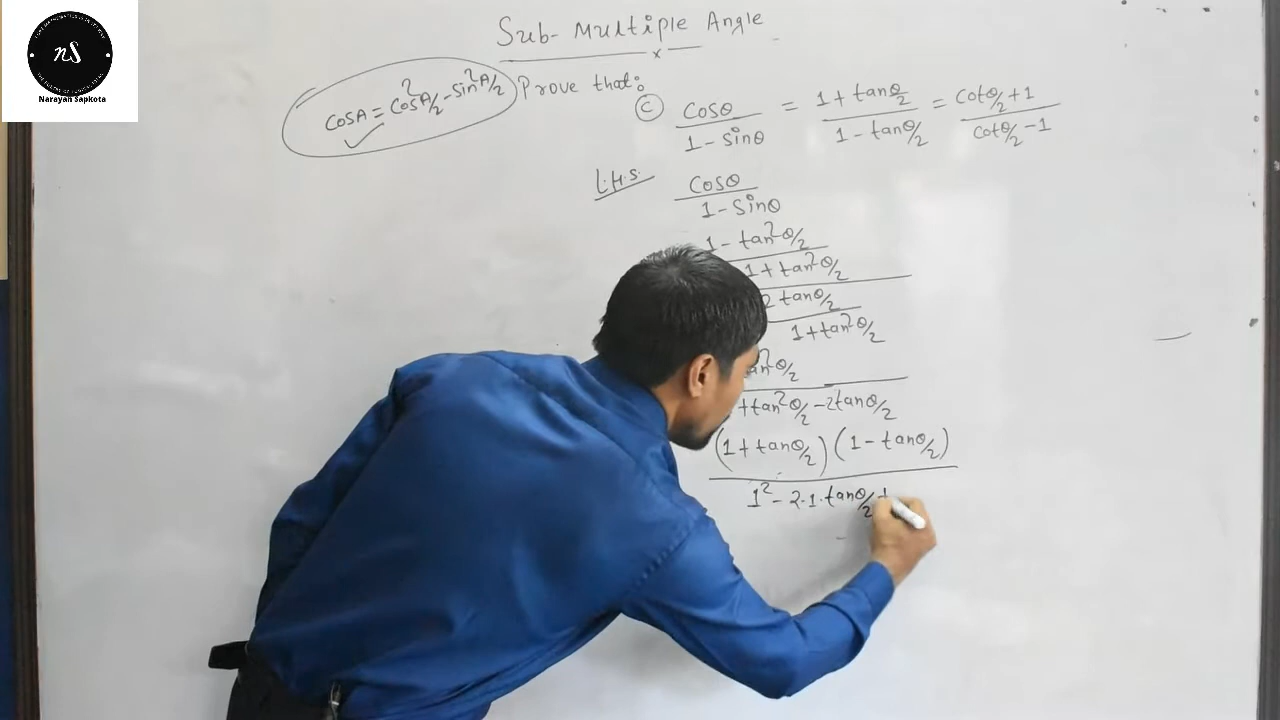 nS
Narayan Sapkota
Sub-Multiple Angle
CosA = Cos²A/2 - Sin²A/2
Prove that:
c) Cosθ / 1 - Sinθ = 1 + tanθ/2 / 1 - tanθ/2 = Cotθ/2 + 1 / Cotθ/2 - 1
L.H.S. Cosθ
1 - Sinθ
1 - tan²θ/2
1 + tan²θ/2
2 tanθ/2
1 + tan²θ/2
tan²θ/2
+ tan²θ/2 - 2tanθ/2
(1 + tanθ/2) (1 - tanθ/2)
1² - 2·1·tanθ/2 +